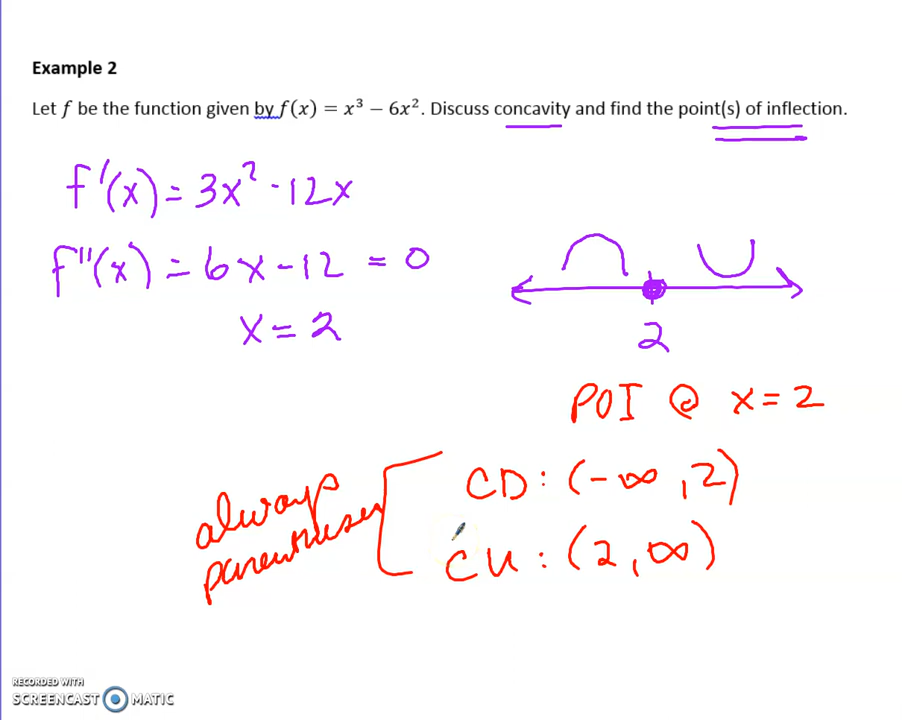 Example 2
Let f be the function given by f(x) = x³ − 6x². Discuss concavity and find the point(s) of inflection.
f'(x) = 3x² - 12x
f''(x) = 6x - 12 = 0
x = 2
2
POI @ x = 2
always
CD: (-∞, 2)
CU: (2, ∞)
RECORDED WITH
SCREENCAST MATIC